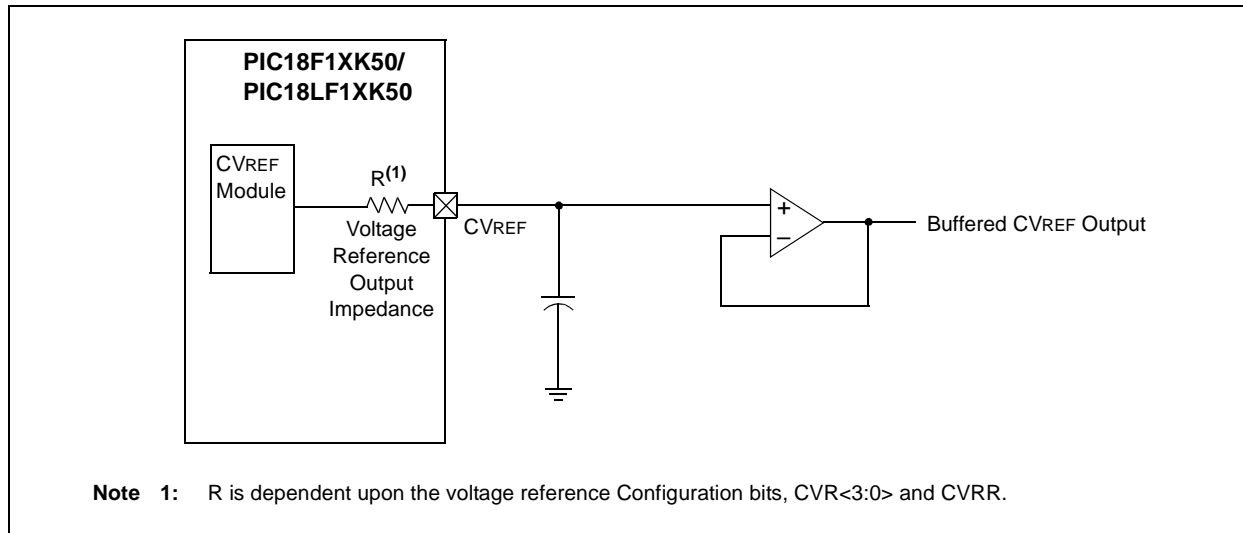 PIC18F1XK50/
PIC18LF1XK50
CVREF
Module
R(1)
Voltage
Reference
Output
Impedance
CVREF
+
–
Buffered CVREF Output
Note 1: R is dependent upon the voltage reference Configuration bits, CVR<3:0> and CVRR.